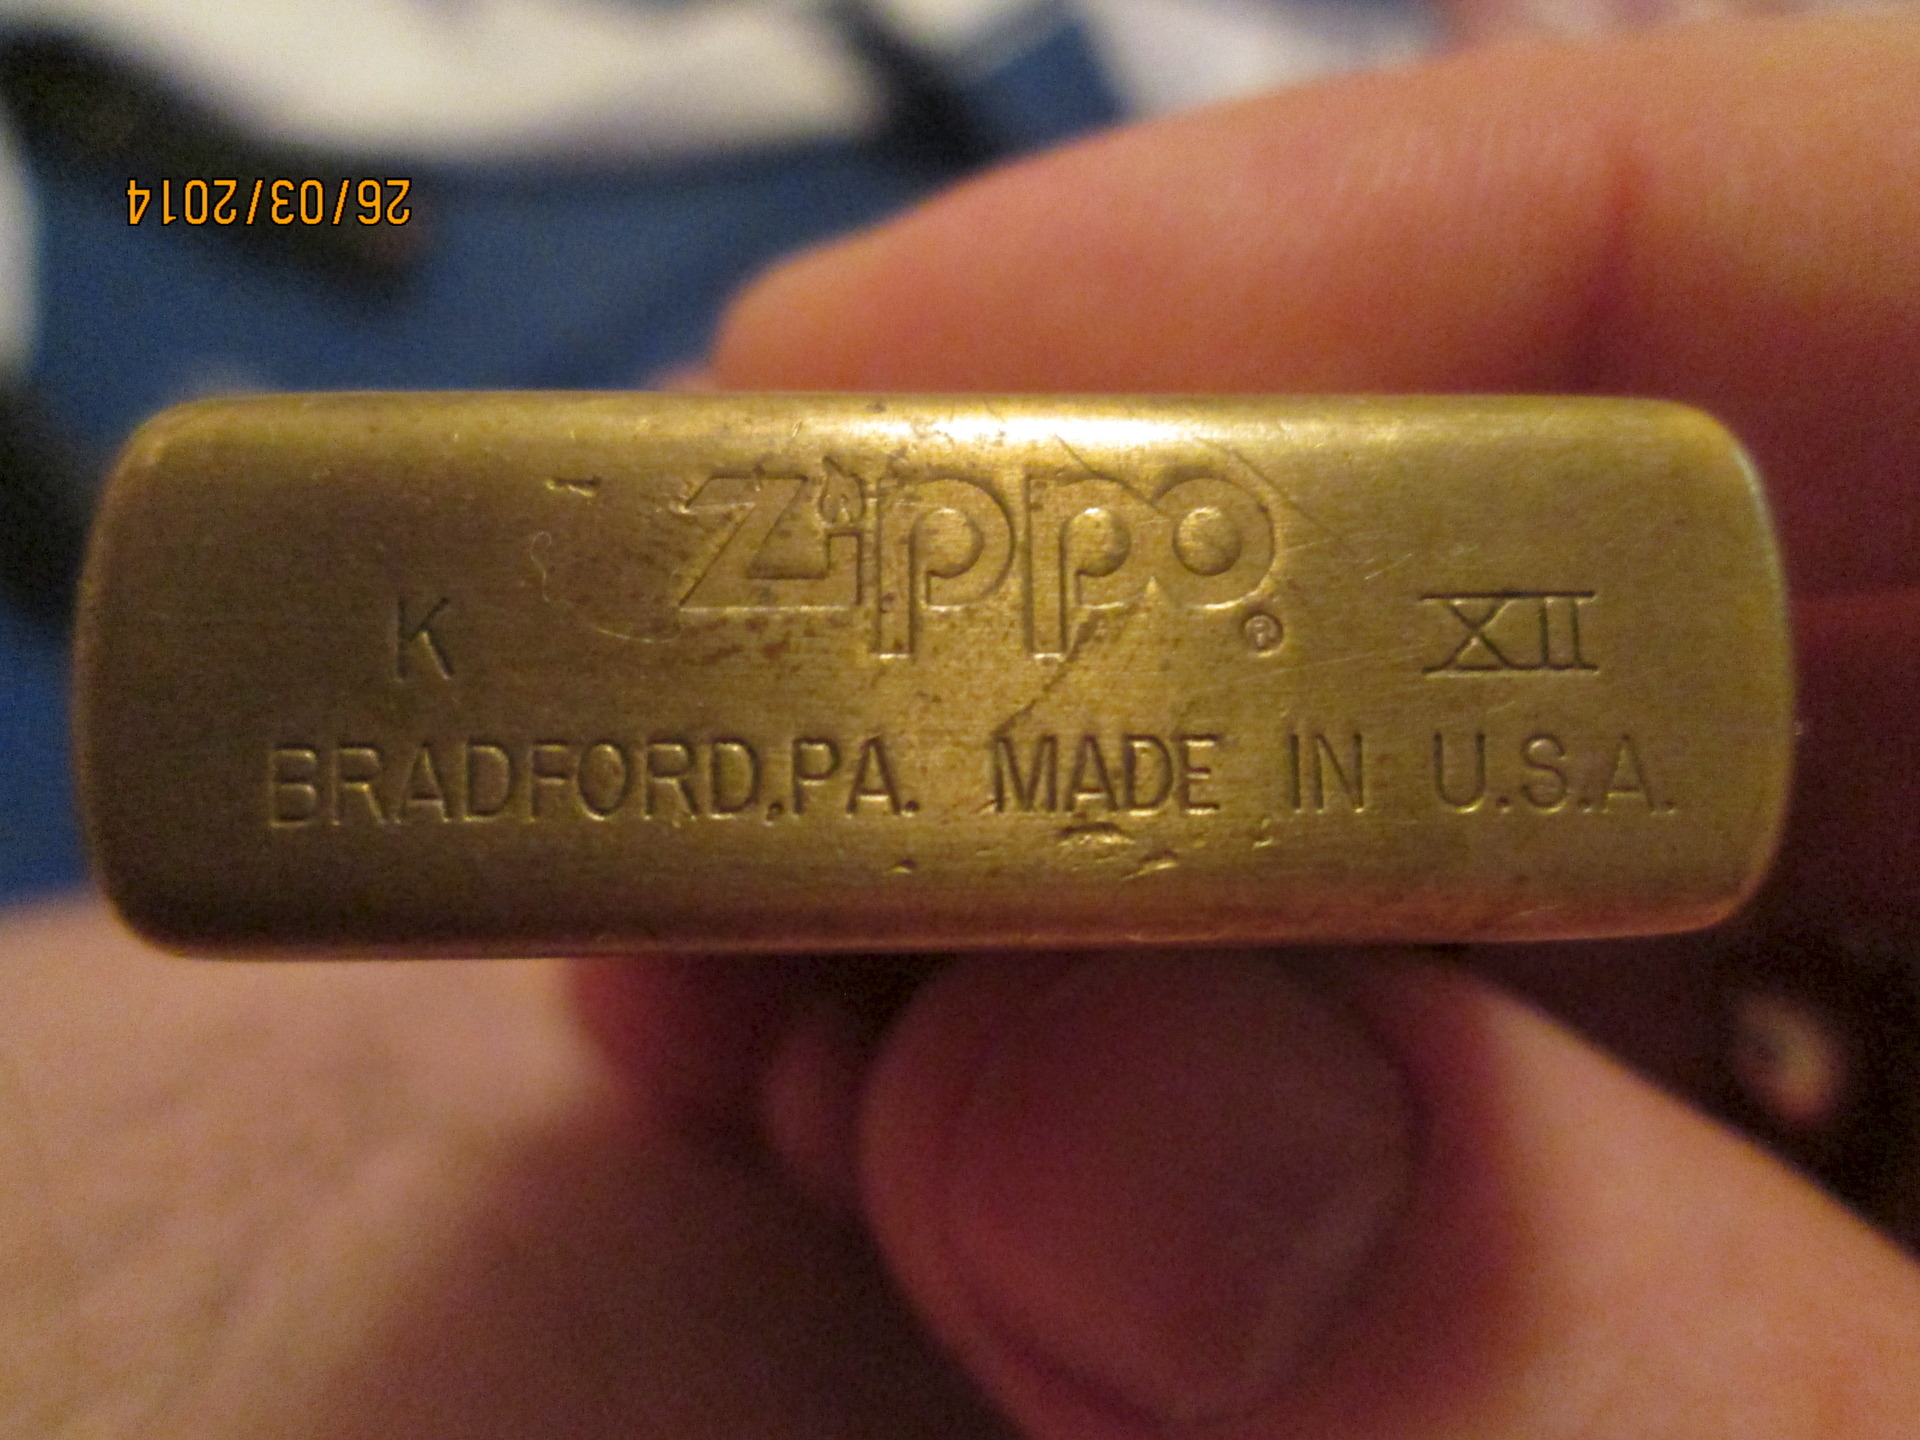 26/03/2014
Zippo®
K XII
BRADFORD,PA. MADE IN U.S.A.